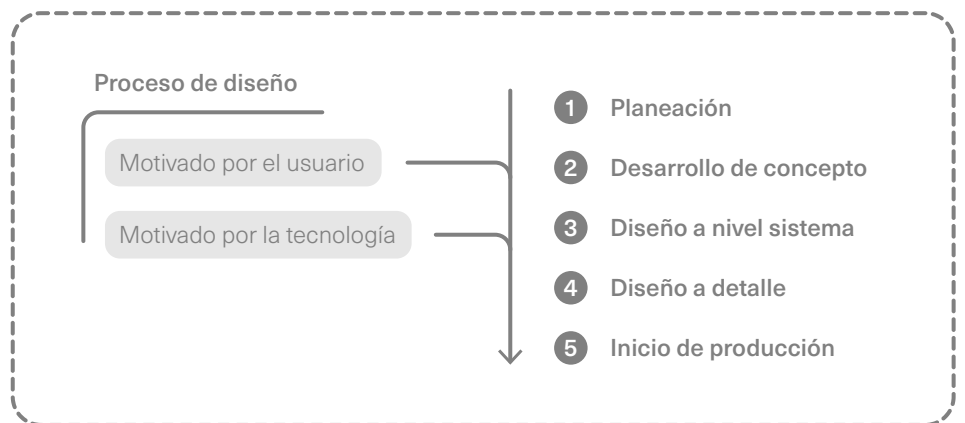 Proceso de diseño
Motivado por el usuario
Motivado por la tecnología
1 Planeación
2 Desarrollo de concepto
3 Diseño a nivel sistema
4 Diseño a detalle
5 Inicio de producción